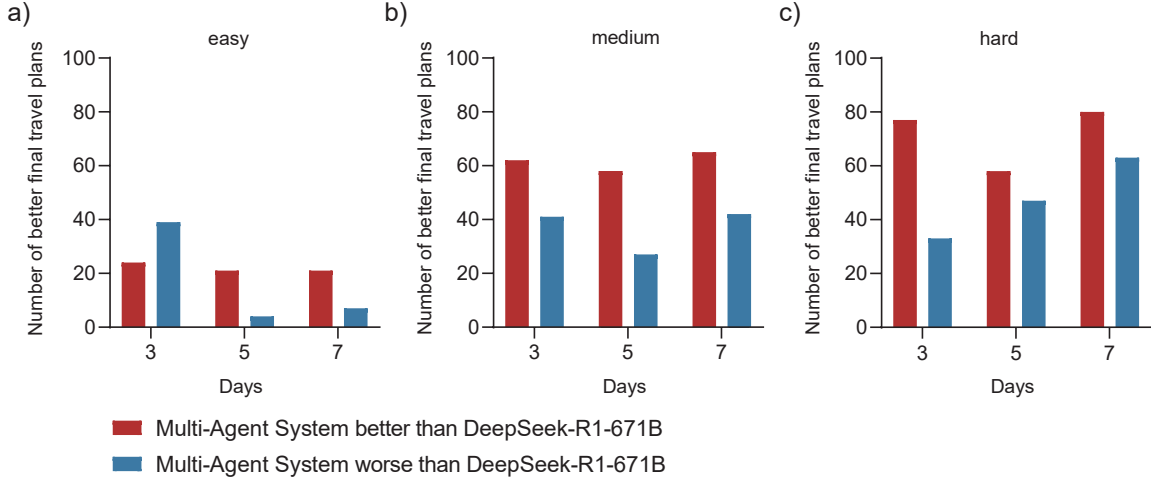 a)
easy
Number of better final travel plans
100
80
60
40
20
0
3 5 7
Days
b)
medium
Number of better final travel plans
100
80
60
40
20
0
3 5 7
Days
c)
hard
Number of better final travel plans
100
80
60
40
20
0
3 5 7
Days
Multi-Agent System better than DeepSeek-R1-671B
Multi-Agent System worse than DeepSeek-R1-671B